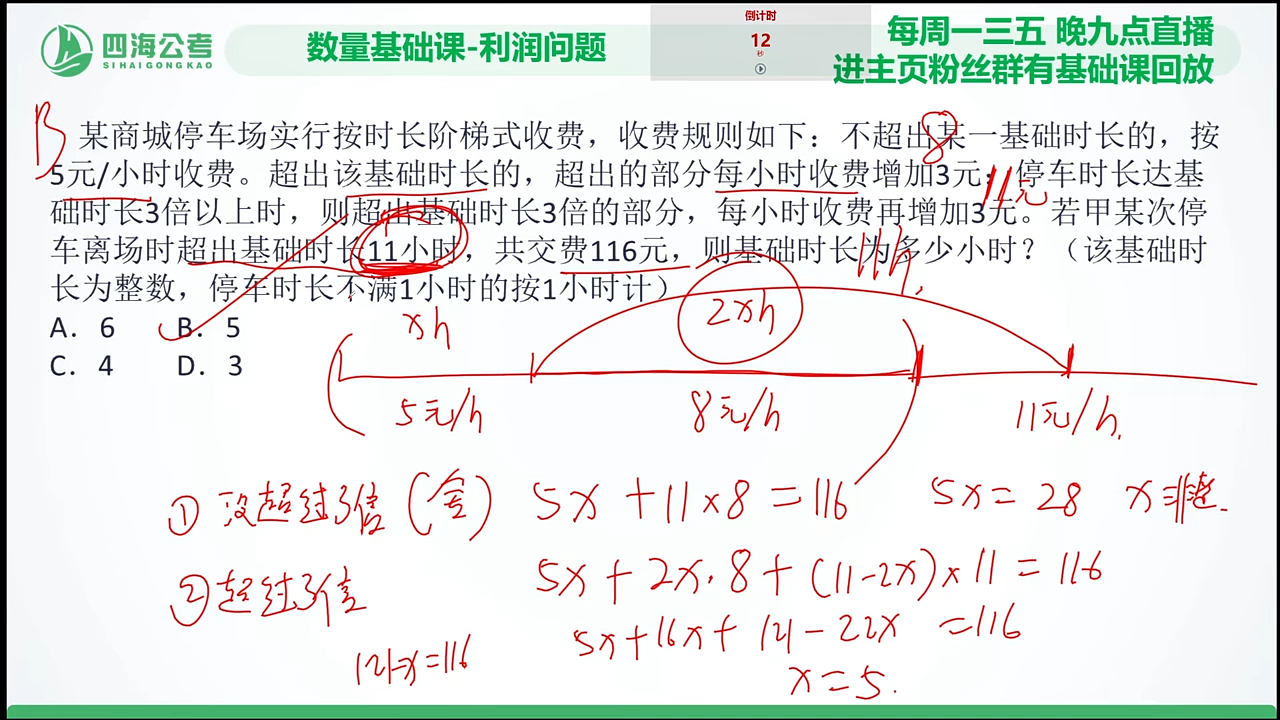 四海公考
SIHAIGONGKAO
数量基础课-利润问题
倒计时
12
秒
每周一三五 晚九点直播
进主页粉丝群有基础课回放
B
某商城停车场实行按时长阶梯式收费，收费规则如下：不超出某一基础时长的，按
5元/小时收费。超出该基础时长的，超出的部分每小时收费增加3元；停车时长达基
础时长3倍以上时，则超出基础时长3倍的部分，每小时收费再增加3元。若甲某次停
车离场时超出基础时长11小时，共交费116元，则基础时长为多少小时？（该基础时
长为整数，停车时长不满1小时的按1小时计）
8
11元
A. 6 B. 5
C. 4 D. 3
11h.
xh 2xh
5元/h 8元/h 11元/h.
① 没超过3倍(含) 5x+11×8=116 5x=28 x非整.
②超过3倍 5x+2x·8+(11-2x)×11=116
5x+16x+121-22x=116
121-x=116
x=5.